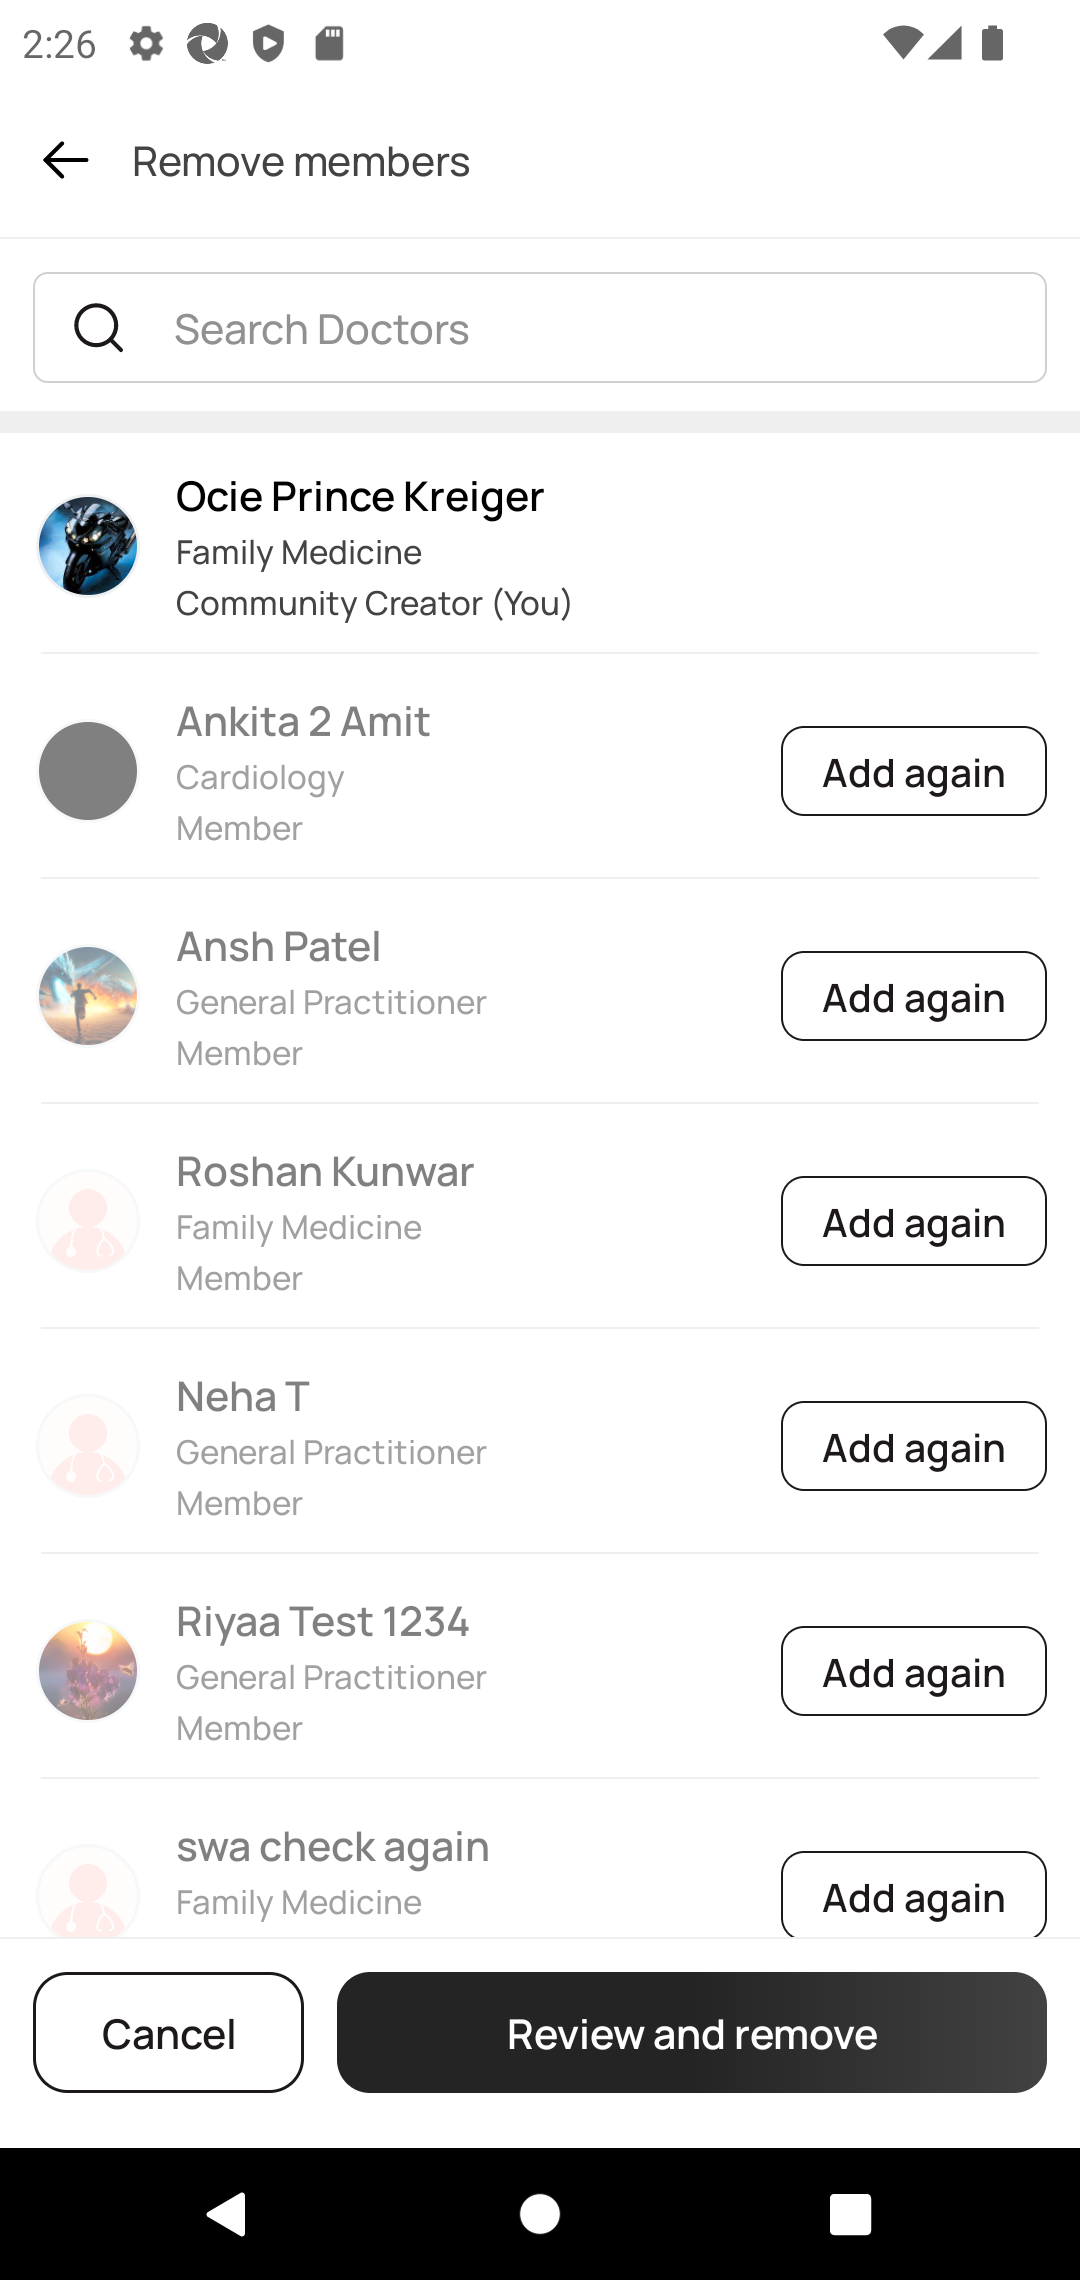 2:26
Remove members
Search Doctors
Ocie Prince Kreiger
Family Medicine
Community Creator (You)
Ankita 2 Amit
Cardiology
Member
Add again
Ansh Patel
General Practitioner
Member
Add again
Roshan Kunwar
Family Medicine
Member
Add again
Neha T
General Practitioner
Member
Add again
Riyaa Test 1234
General Practitioner
Member
Add again
swa check again
Family Medicine
Add again
Cancel
Review and remove